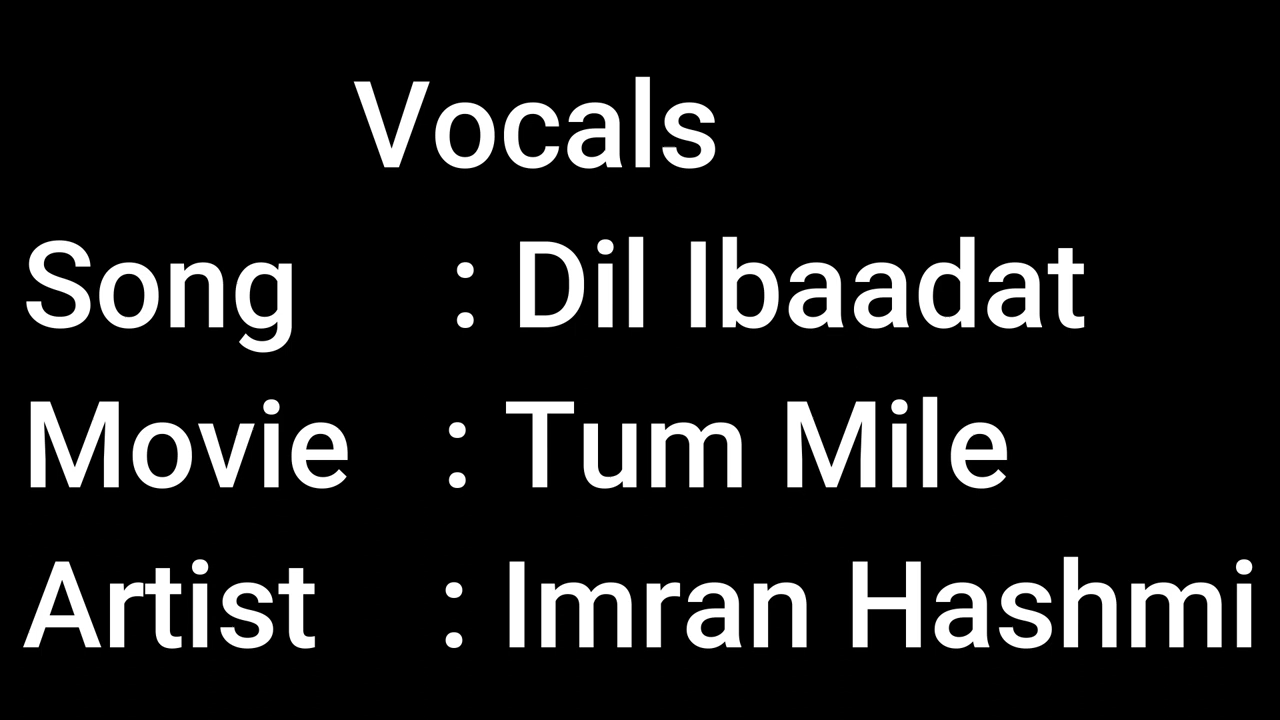 Vocals
Song : Dil Ibaadat
Movie : Tum Mile
Artist : Imran Hashmi